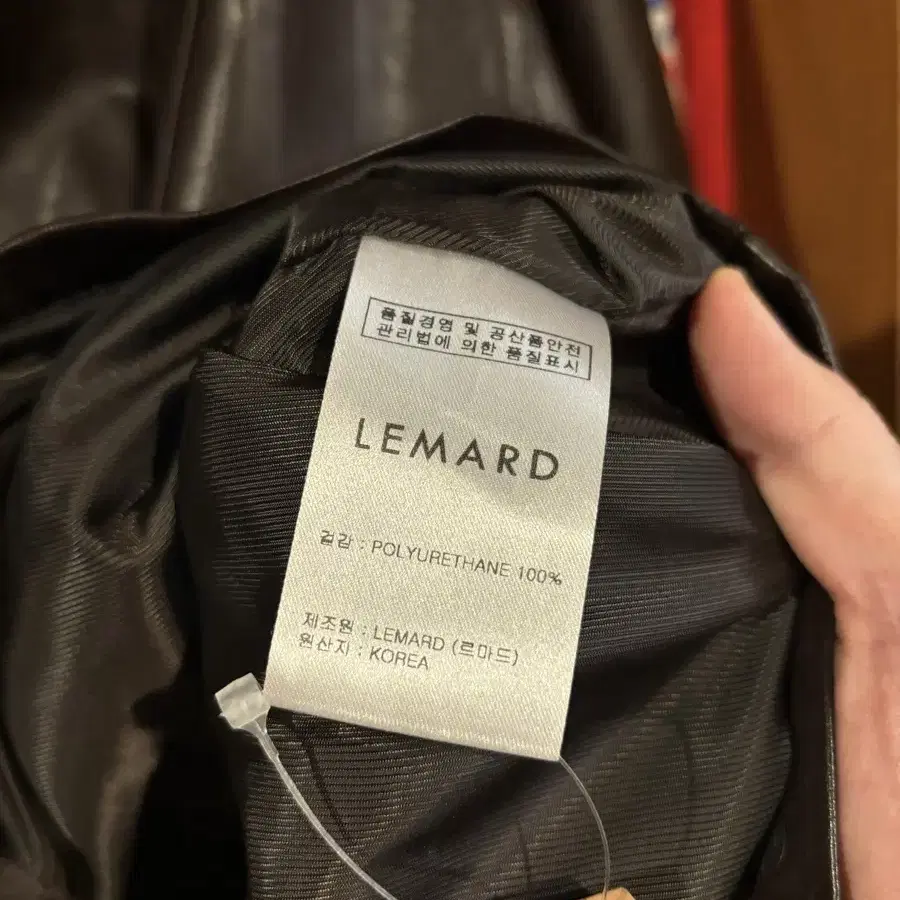 품질경영 및 공산품안전
관리법에 의한 품질표시
LEMARD
겉감 : POLYURETHANE 100%
제조원 : LEMARD (르마드)
원산지 : KOREA